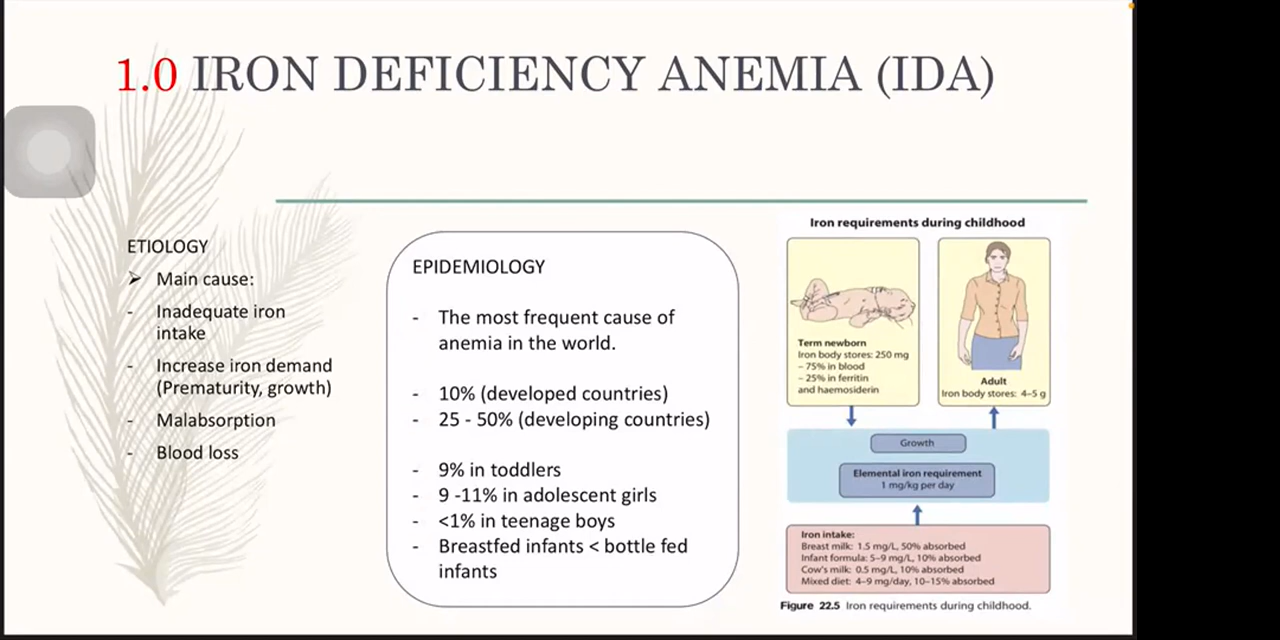 1.0 IRON DEFICIENCY ANEMIA (IDA)
ETIOLOGY
➢ Main cause:
- Inadequate iron
intake
- Increase iron demand
(Prematurity, growth)
- Malabsorption
- Blood loss
EPIDEMIOLOGY
- The most frequent cause of
anemia in the world.
- 10% (developed countries)
- 25 - 50% (developing countries)
- 9% in toddlers
- 9 -11% in adolescent girls
- <1% in teenage boys
- Breastfed infants < bottle fed
infants
Iron requirements during childhood
Term newborn
Iron body stores: 250 mg
– 75% in blood
– 25% in ferritin
and haemosiderin
Adult
Iron body stores: 4–5 g
Growth
Elemental iron requirement
1 mg/kg per day
Iron intake:
Breast milk: 1.5 mg/L, 50% absorbed
Infant formula: 5–9 mg/L, 10% absorbed
Cow's milk: 0.5 mg/L, 10% absorbed
Mixed diet: 4–9 mg/day, 10–15% absorbed
Figure 22.5 Iron requirements during childhood.